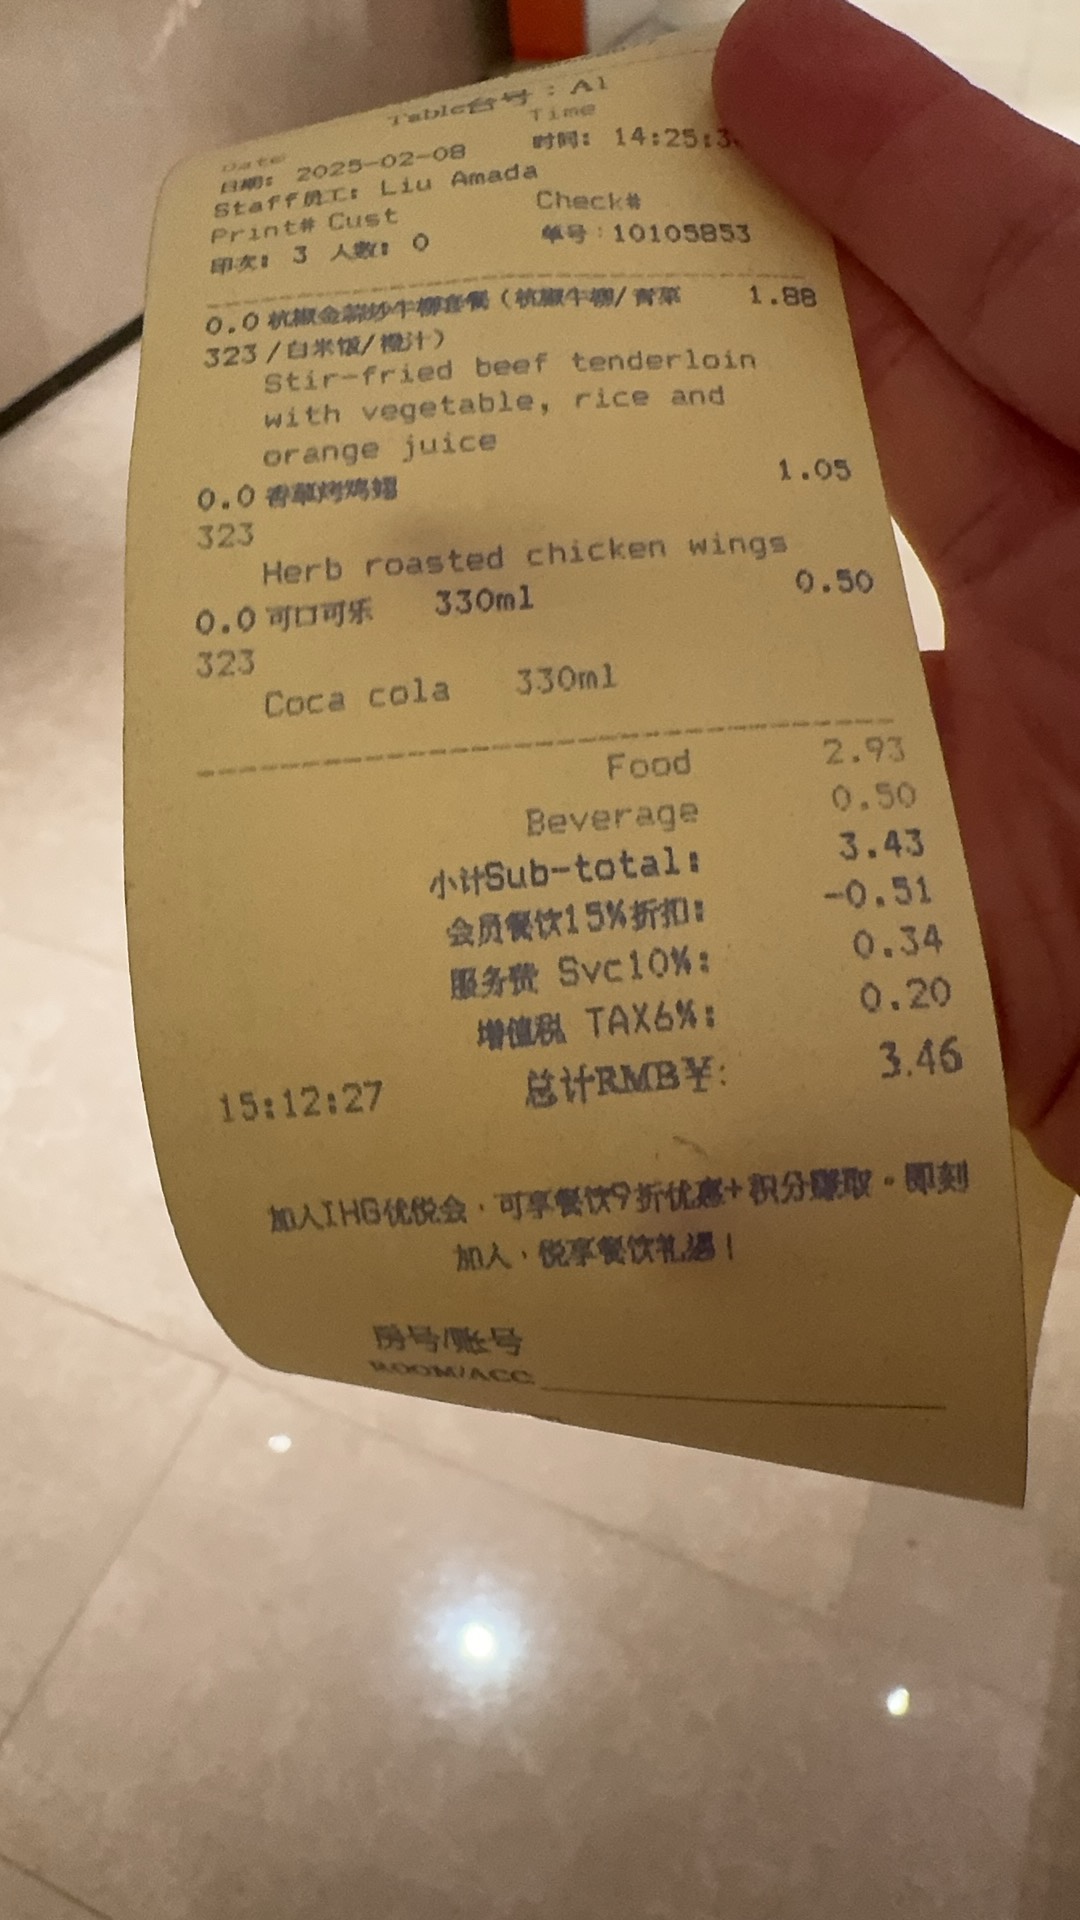 Table台号：A1
Date Time
日期: 2025-02-08 时间: 14:25:3
Staff员工: Liu Amada
Print# Cust Check#
印次: 3 人数: 0 单号:10105853
0.0 杭椒金蒜炒牛柳套餐（杭椒牛柳/青菜 1.88
323 /白米饭/橙汁）
Stir-fried beef tenderloin
with vegetable, rice and
orange juice
0.0 香草烤鸡翅 1.05
323
Herb roasted chicken wings
0.0 可口可乐 330ml 0.50
323
Coca cola 330ml
Food 2.93
Beverage 0.50
小计Sub-total: 3.43
会员餐饮15%折扣: -0.51
服务费 Svc10%: 0.34
增值税 TAX6%: 0.20
15:12:27 总计RMB￥: 3.46
加入IHG优悦会，可享餐饮9折优惠+积分赚取。即刻
加入，悦享餐饮礼遇！
房号/账号
ROOM/ACC